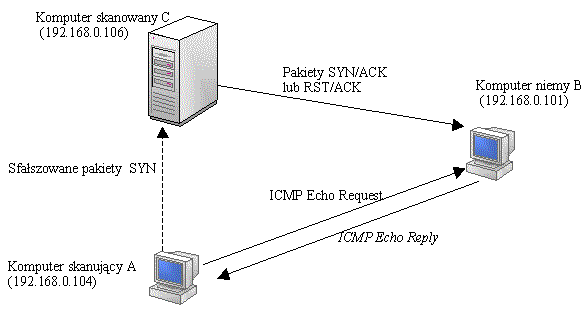 Komputer skanowany C
(192.168.0.106)
Pakiety SYN/ACK
lub RST/ACK
Komputer niemy B
(192.168.0.101)
Sfałszowane pakiety SYN
ICMP Echo Request
ICMP Echo Reply
Komputer skanujący A
(192.168.0.104)